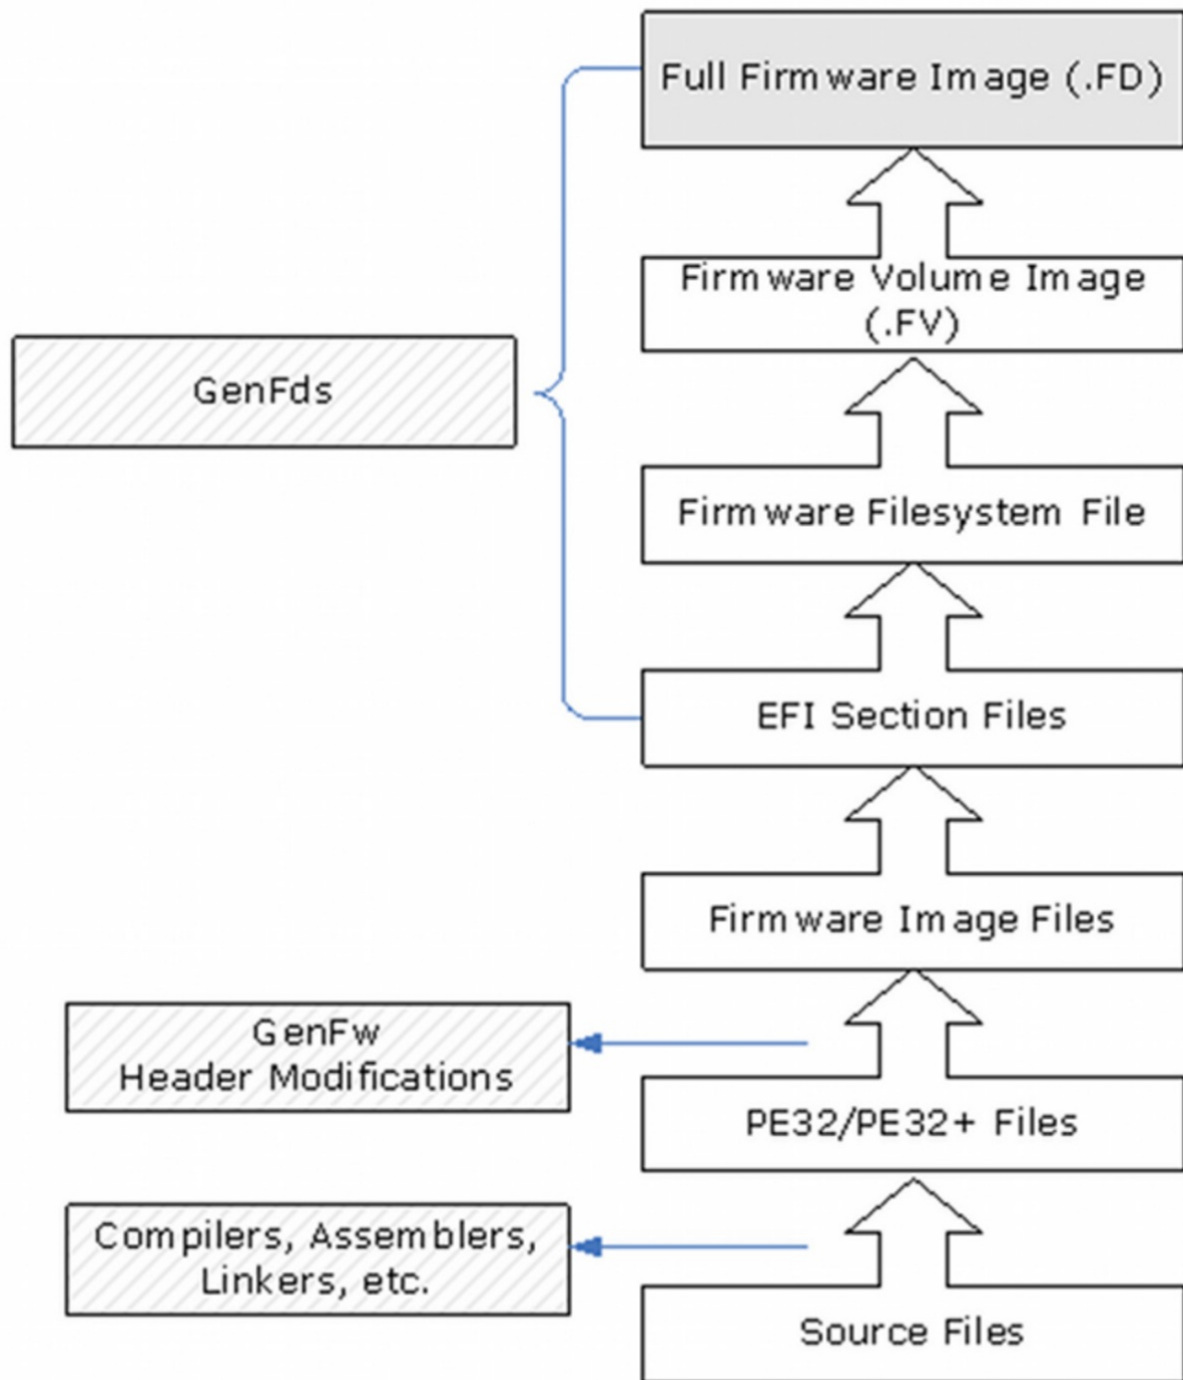 Full Firmware Image (.FD)
Firmware Volume Image
(.FV)
GenFds
Firmware Filesystem File
EFI Section Files
Firmware Image Files
GenFw
Header Modifications
PE32/PE32+ Files
Compilers, Assemblers,
Linkers, etc.
Source Files